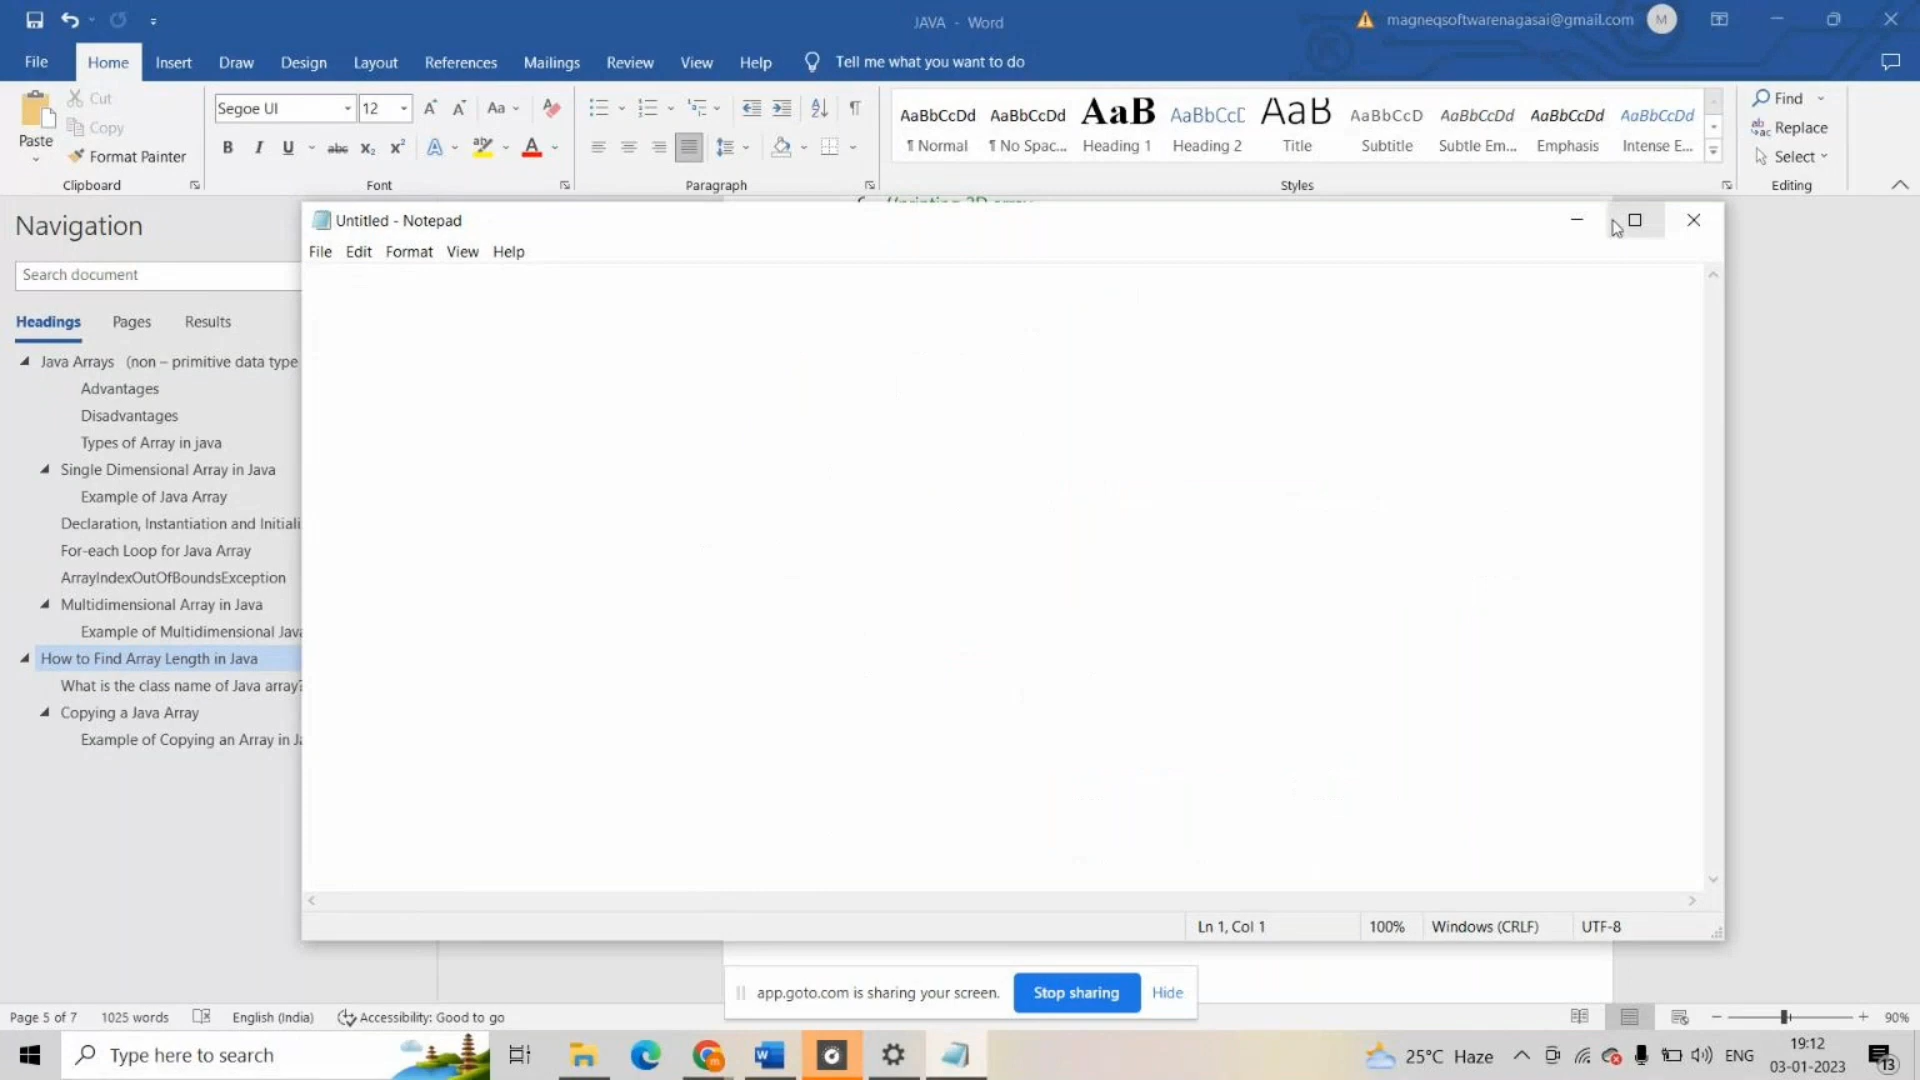 JAVA - Word
magneqsoftwarenagasai@gmail.com
M
File Home Insert Draw Design Layout References Mailings Review View Help Tell me what you want to do
Paste
Cut
Copy
Format Painter
Clipboard
Segoe UI 12
Font
Paragraph
AaBbCcDd ¶ Normal
AaBbCcDd ¶ No Spac...
AaB Heading 1
AaBbCcD Heading 2
AaB Title
AaBbCcD Subtitle
AaBbCcDd Subtle Em...
AaBbCcDd Emphasis
AaBbCcDd Intense E...
Styles
Find
Replace
Select
Editing
Navigation
Search document
Headings Pages Results
Java Arrays (non – primitive data type
Advantages
Disadvantages
Types of Array in java
Single Dimensional Array in Java
Example of Java Array
Declaration, Instantiation and Initiali
For-each Loop for Java Array
ArrayIndexOutOfBoundsException
Multidimensional Array in Java
Example of Multidimensional Java
How to Find Array Length in Java
What is the class name of Java array?
Copying a Java Array
Example of Copying an Array in Ja
Untitled - Notepad
File Edit Format View Help
Ln 1, Col 1 100% Windows (CRLF) UTF-8
app.goto.com is sharing your screen. Stop sharing Hide
Page 5 of 7 1025 words English (India) Accessibility: Good to go 90%
Type here to search
25°C Haze ENG
19:12
03-01-2023
13